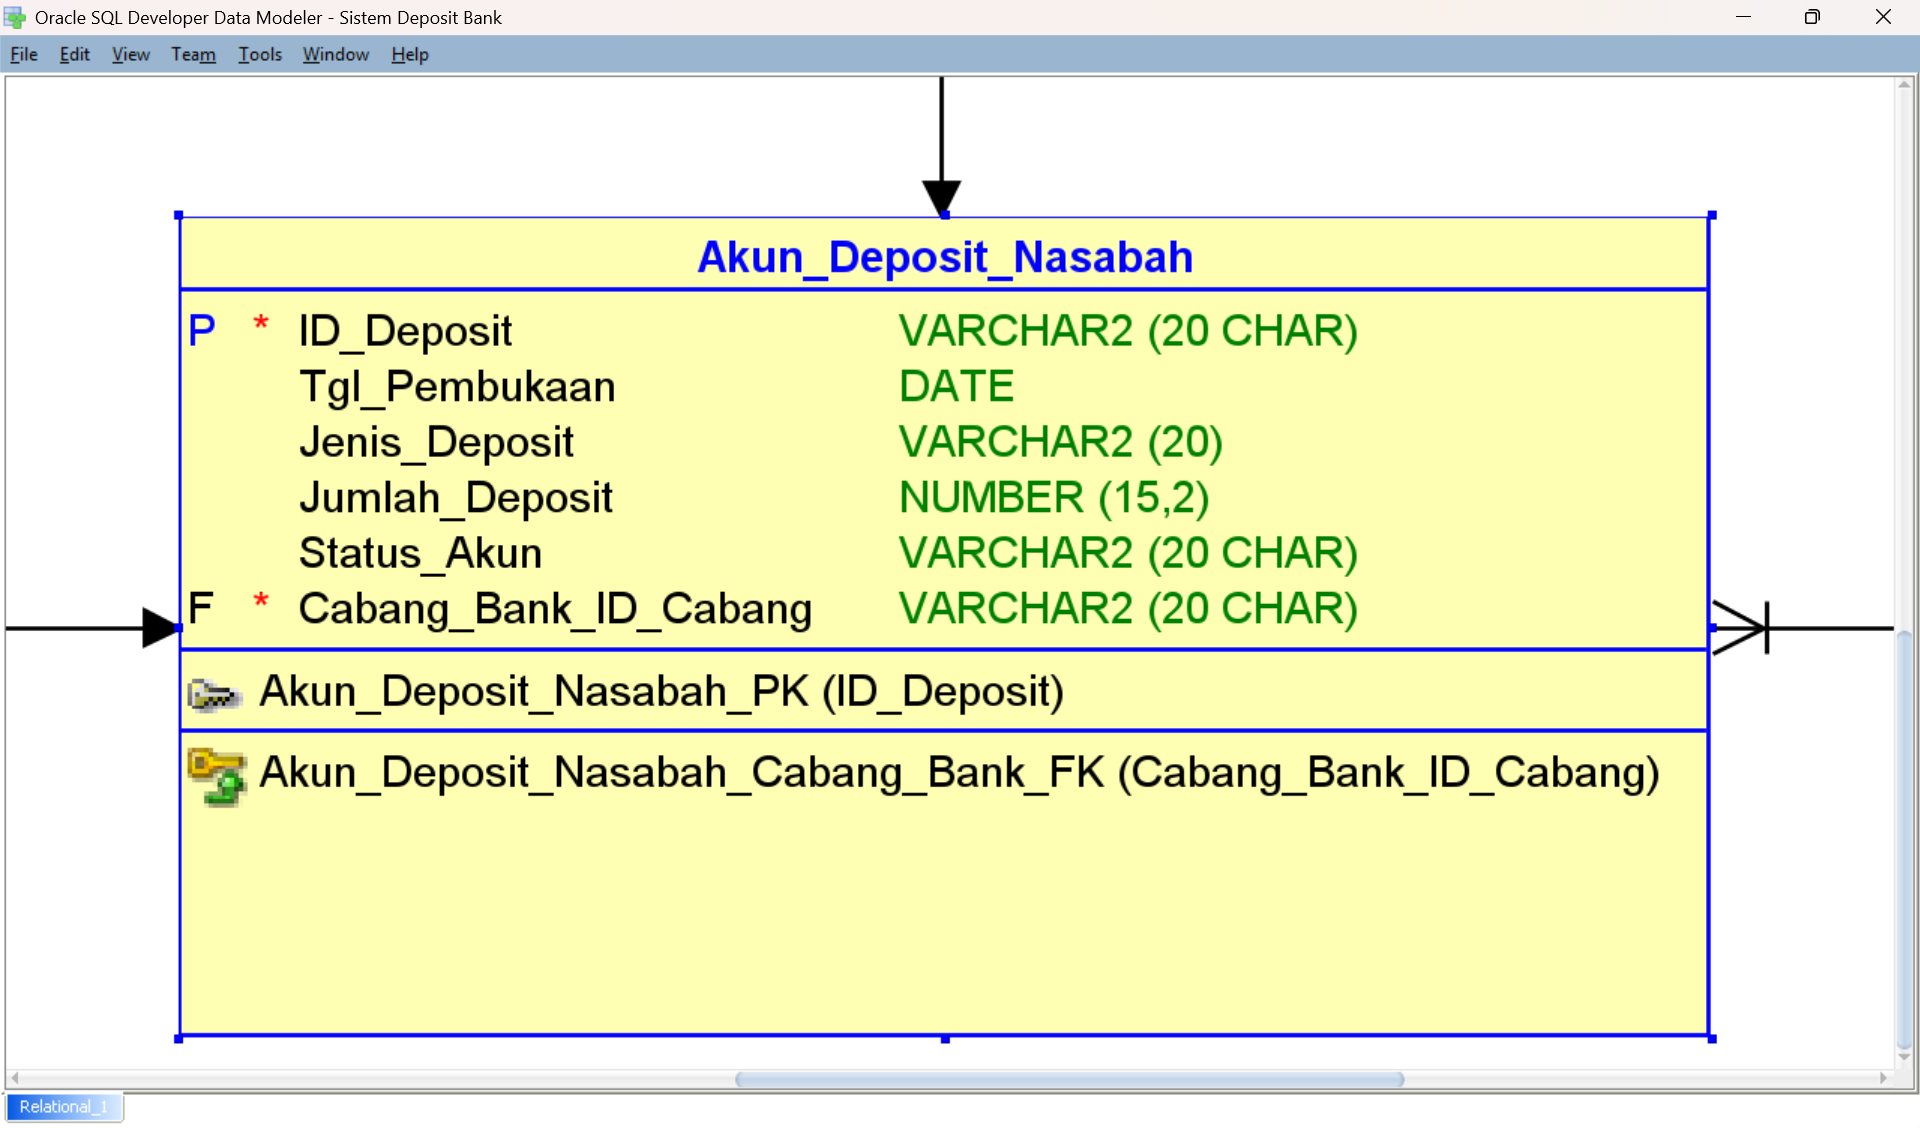 Oracle SQL Developer Data Modeler - Sistem Deposit Bank
File Edit View Team Tools Window Help
Akun_Deposit_Nasabah
P * ID_Deposit VARCHAR2 (20 CHAR)
Tgl_Pembukaan DATE
Jenis_Deposit VARCHAR2 (20)
Jumlah_Deposit NUMBER (15,2)
Status_Akun VARCHAR2 (20 CHAR)
F * Cabang_Bank_ID_Cabang VARCHAR2 (20 CHAR)
Akun_Deposit_Nasabah_PK (ID_Deposit)
Akun_Deposit_Nasabah_Cabang_Bank_FK (Cabang_Bank_ID_Cabang)
Relational_1